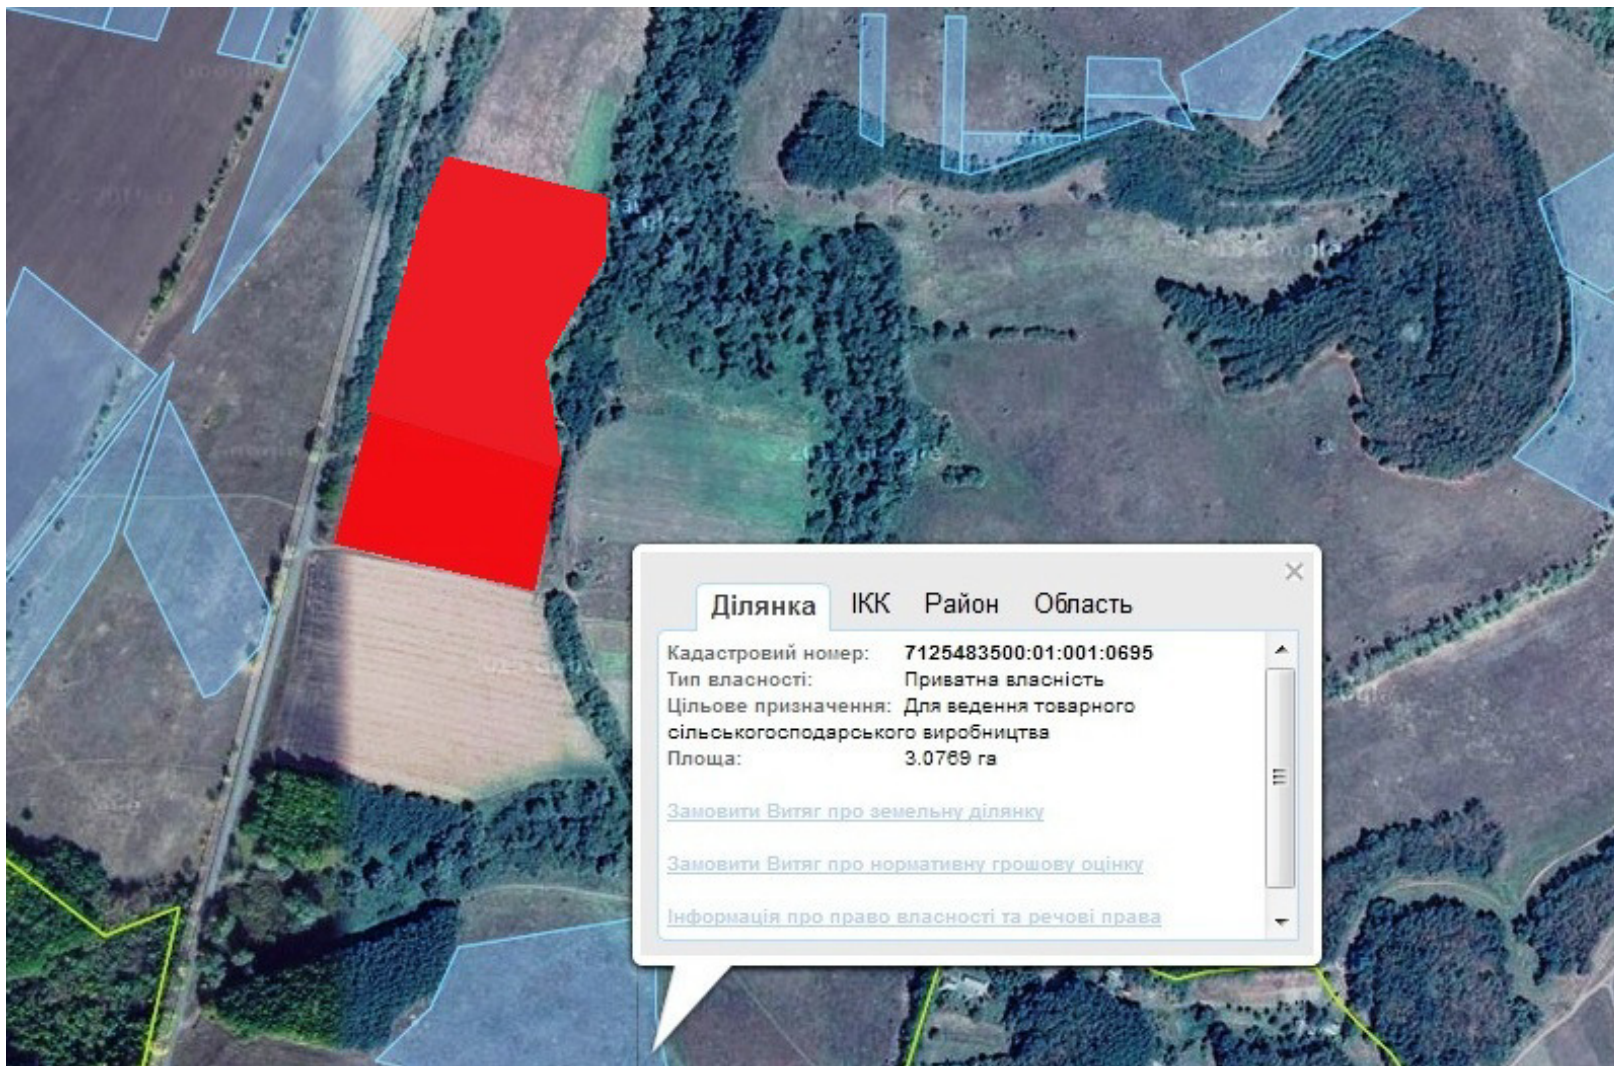 Ділянка ІКК Район Область
Кадастровий номер: 7125483500:01:001:0695
Тип власності: Приватна власність
Цільове призначення: Для ведення товарного
сільськогосподарського виробництва
Площа: 3.0769 га
Замовити Витяг про земельну ділянку
Замовити Витяг про нормативну грошову оцінку
Інформація про право власності та речові права